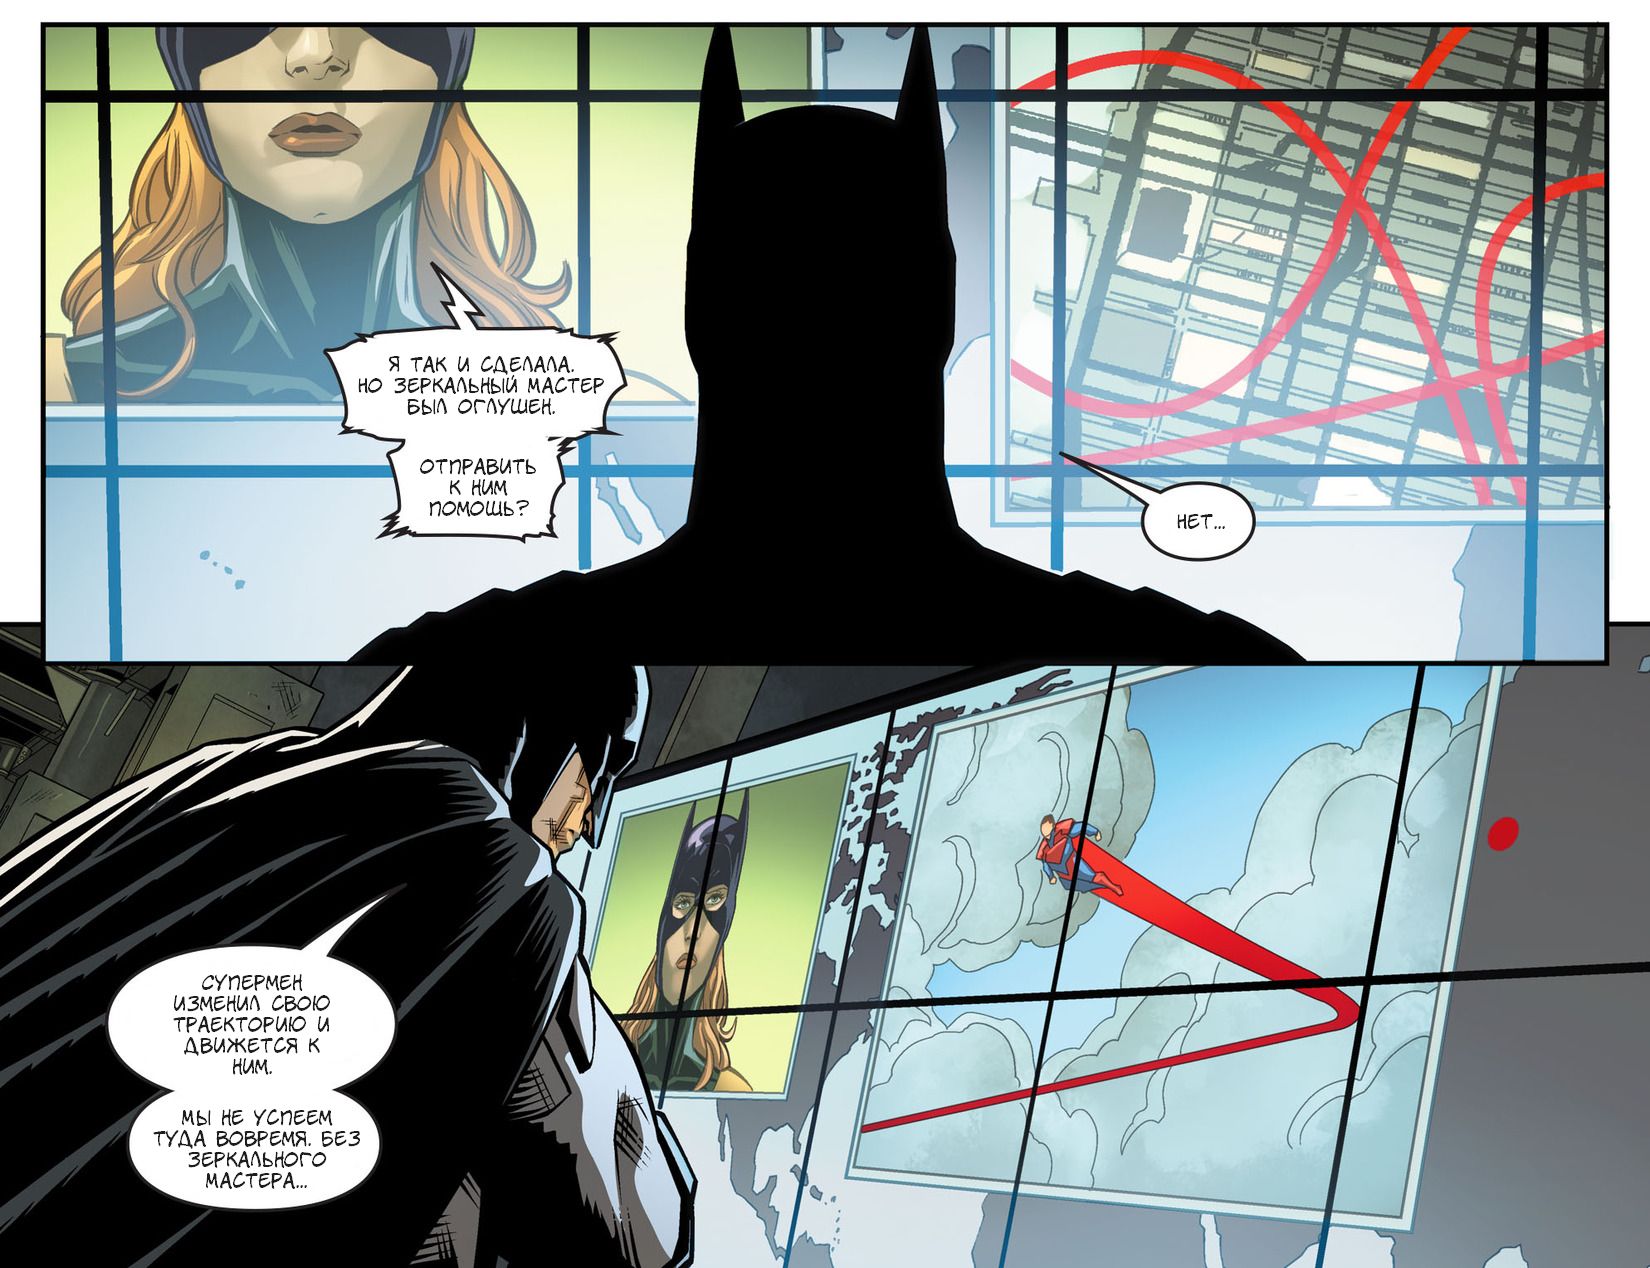 Я ТАК И СДЕЛАЛА.
НО ЗЕРКАЛЬНЫЙ МАСТЕР
БЫЛ ОГЛУШЕН.
ОТПРАВИТЬ
К НИМ
ПОМОЩЬ?
НЕТ...
СУПЕРМЕН
ИЗМЕНИЛ СВОЮ
ТРАЕКТОРИЮ И
ДВИЖЕТСЯ К
НИМ.
МЫ НЕ УСПЕЕМ
ТУДА ВОВРЕМЯ. БЕЗ
ЗЕРКАЛЬНОГО
МАСТЕРА...